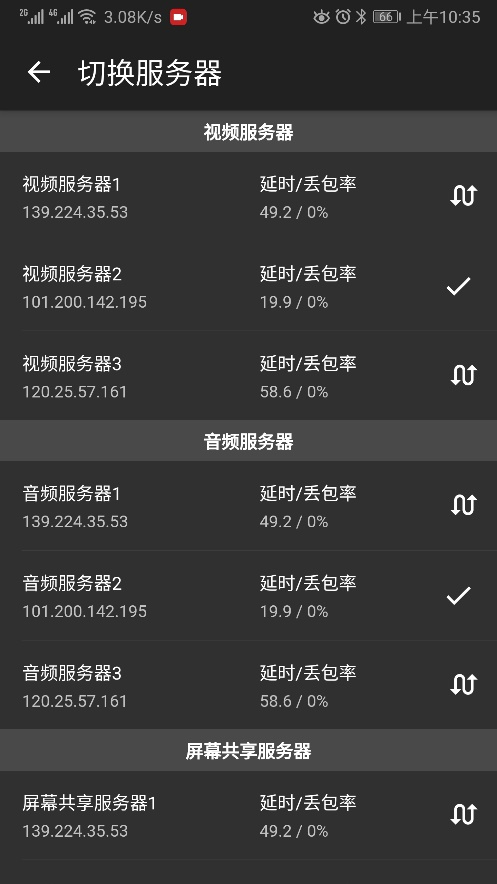 2G 4G 3.08K/s 66 上午10:35
切换服务器
视频服务器
视频服务器1 延时/丢包率
139.224.35.53 49.2 / 0%
视频服务器2 延时/丢包率
101.200.142.195 19.9 / 0%
视频服务器3 延时/丢包率
120.25.57.161 58.6 / 0%
音频服务器
音频服务器1 延时/丢包率
139.224.35.53 49.2 / 0%
音频服务器2 延时/丢包率
101.200.142.195 19.9 / 0%
音频服务器3 延时/丢包率
120.25.57.161 58.6 / 0%
屏幕共享服务器
屏幕共享服务器1 延时/丢包率
139.224.35.53 49.2 / 0%